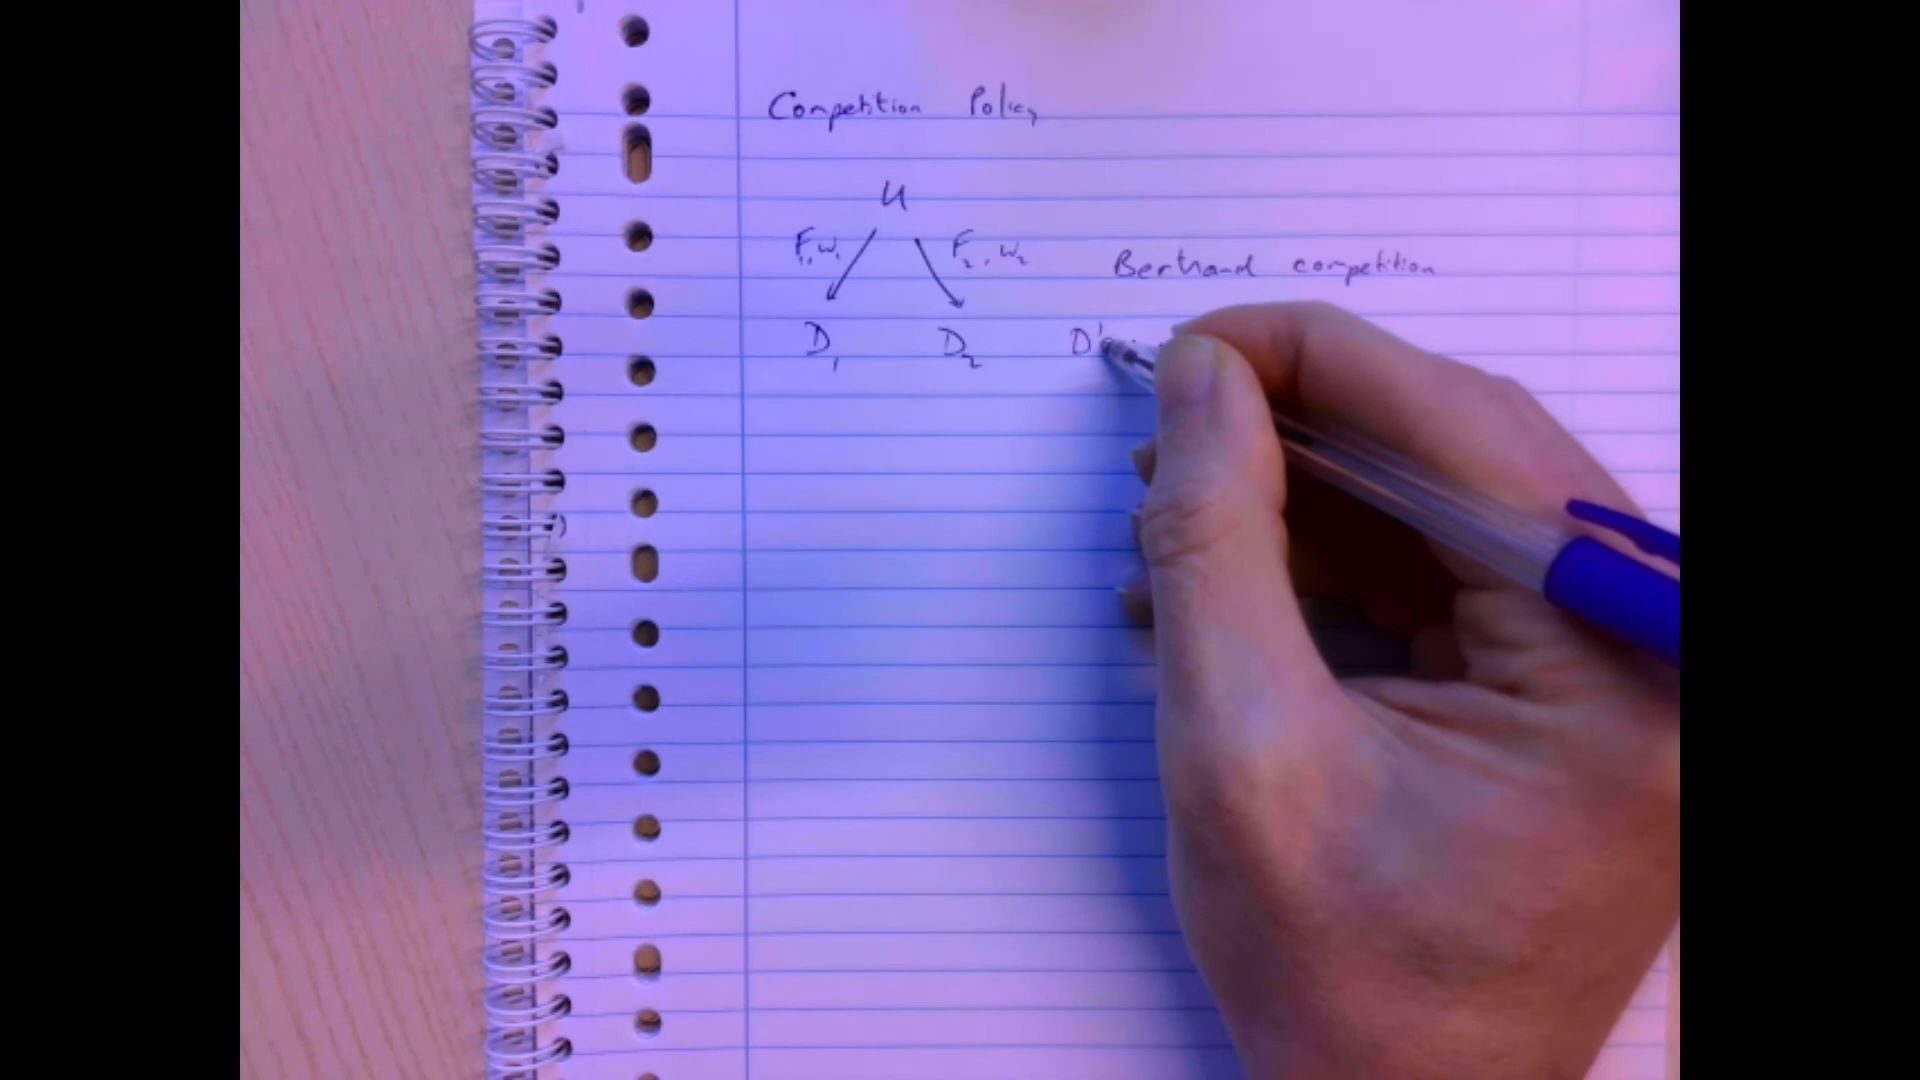 Competition Policy
U
F₁, w₁ F₂, w₂ Bertrand competition
D₁ D₂